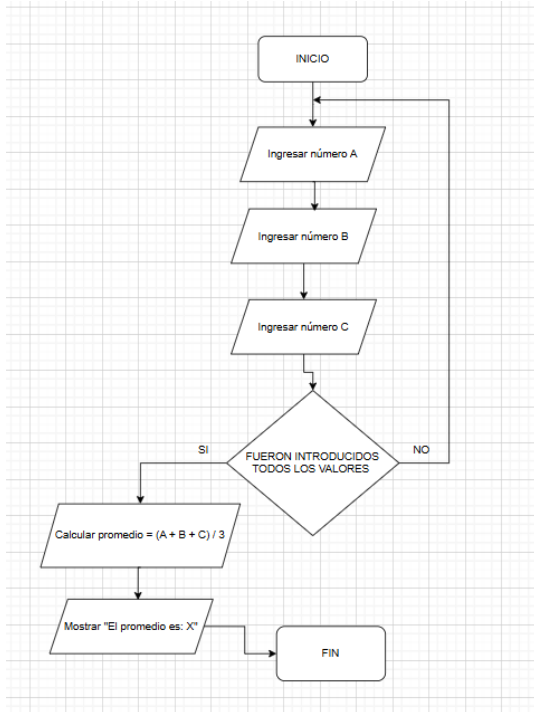 INICIO
Ingresar número A
Ingresar número B
Ingresar número C
FUERON INTRODUCIDOS
TODOS LOS VALORES
SI
NO
Calcular promedio = (A + B + C) / 3
Mostrar "El promedio es: X"
FIN